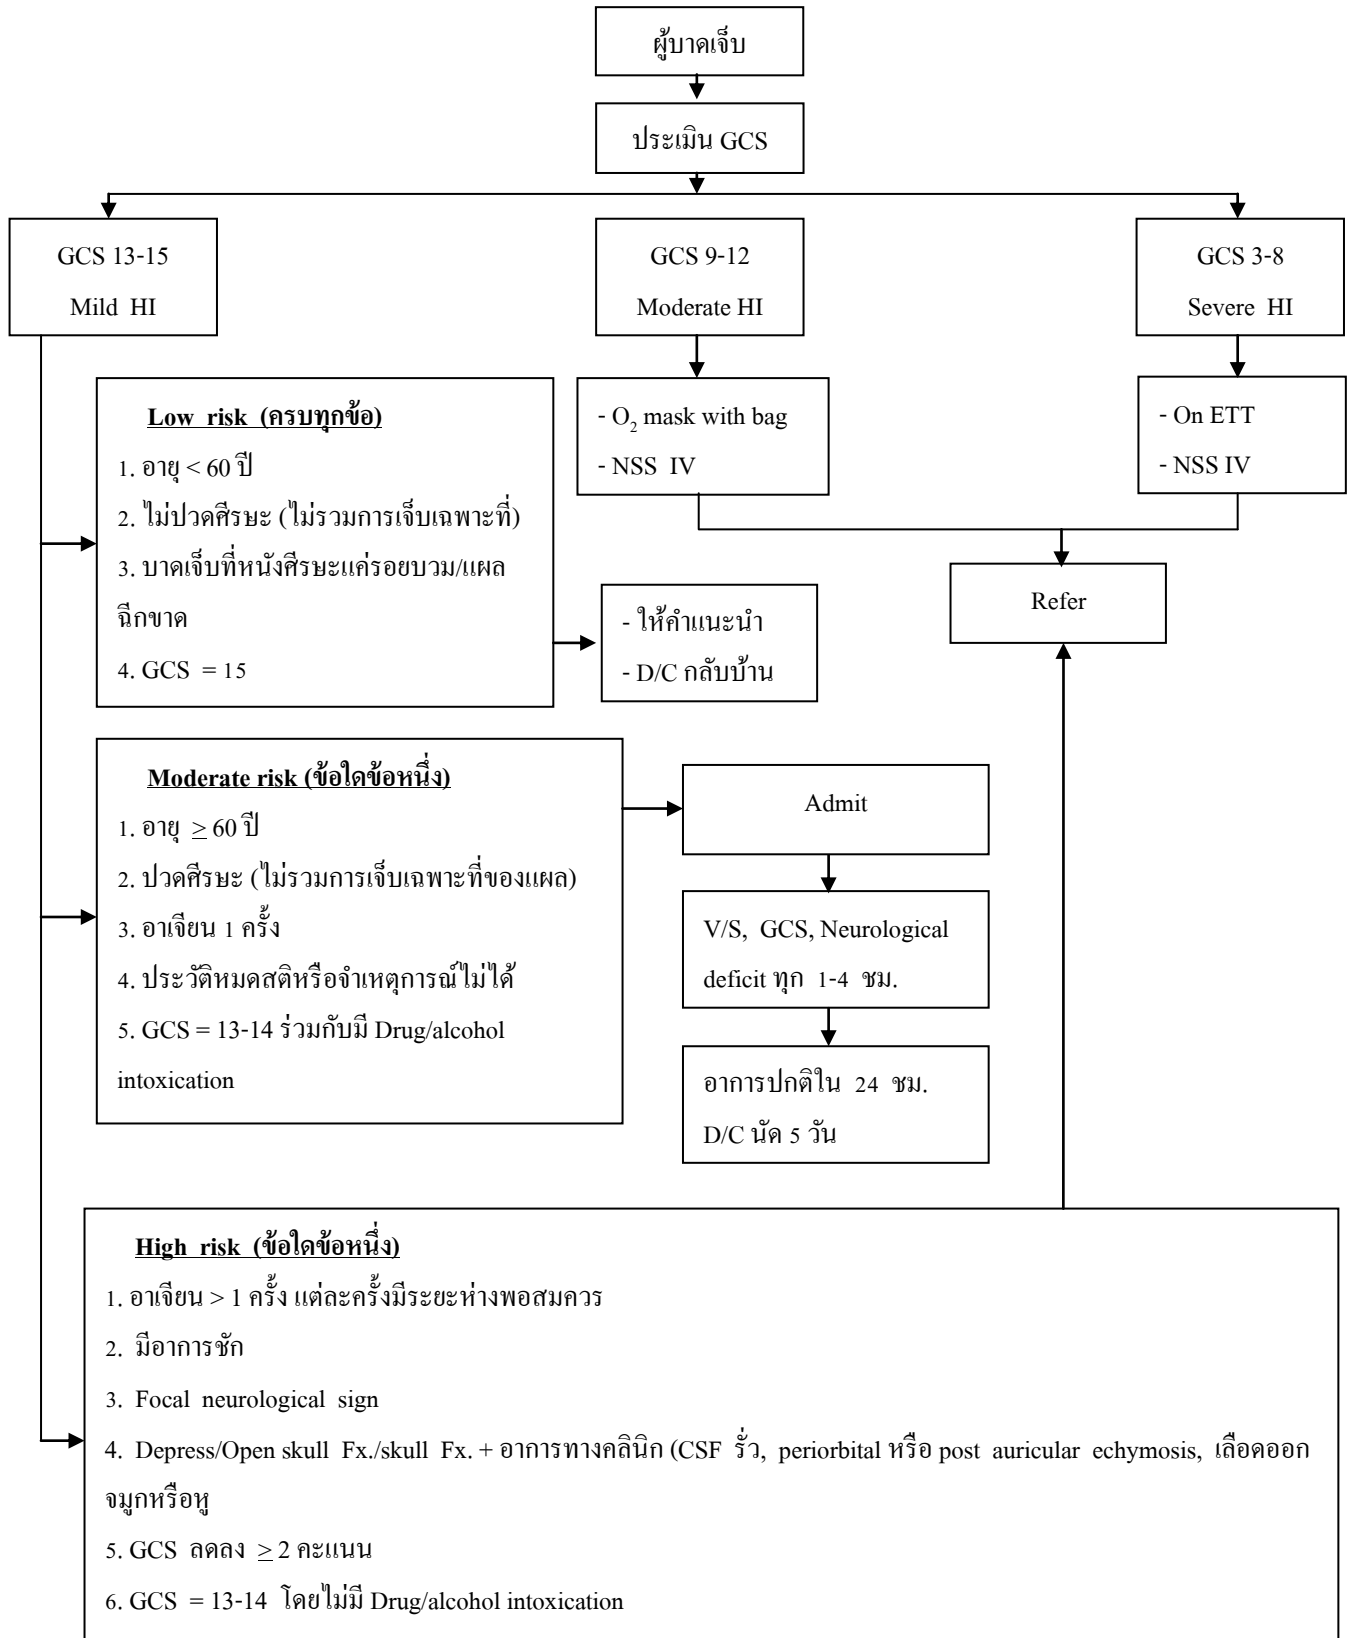 ผู้บาดเจ็บ
ประเมิน GCS
GCS 13-15
Mild HI
GCS 9-12
Moderate HI
GCS 3-8
Severe HI
Low risk (ครบทุกข้อ)
1. อายุ < 60 ปี
2. ไม่ปวดศีรษะ (ไม่รวมการเจ็บเฉพาะที่)
3. บาดเจ็บที่หนังศีรษะแค่รอยบวม/แผล
ฉีกขาด
4. GCS = 15
- O₂ mask with bag
- NSS IV
- On ETT
- NSS IV
- ให้คำแนะนำ
- D/C กลับบ้าน
Refer
Moderate risk (ข้อใดข้อหนึ่ง)
1. อายุ ≥ 60 ปี
2. ปวดศีรษะ (ไม่รวมการเจ็บเฉพาะที่ของแผล)
3. อาเจียน 1 ครั้ง
4. ประวัติหมดสติหรือจำเหตุการณ์ไม่ได้
5. GCS = 13-14 ร่วมกับมี Drug/alcohol
intoxication
Admit
V/S, GCS, Neurological
deficit ทุก 1-4 ชม.
อาการปกติใน 24 ชม.
D/C นัด 5 วัน
High risk (ข้อใดข้อหนึ่ง)
1. อาเจียน > 1 ครั้ง แต่ละครั้งมีระยะห่างพอสมควร
2. มีอาการชัก
3. Focal neurological sign
4. Depress/Open skull Fx./skull Fx. + อาการทางคลินิก (CSF รั่ว, periorbital หรือ post auricular echymosis, เลือดออก
จมูกหรือหู
5. GCS ลดลง ≥ 2 คะแนน
6. GCS = 13-14 โดยไม่มี Drug/alcohol intoxication